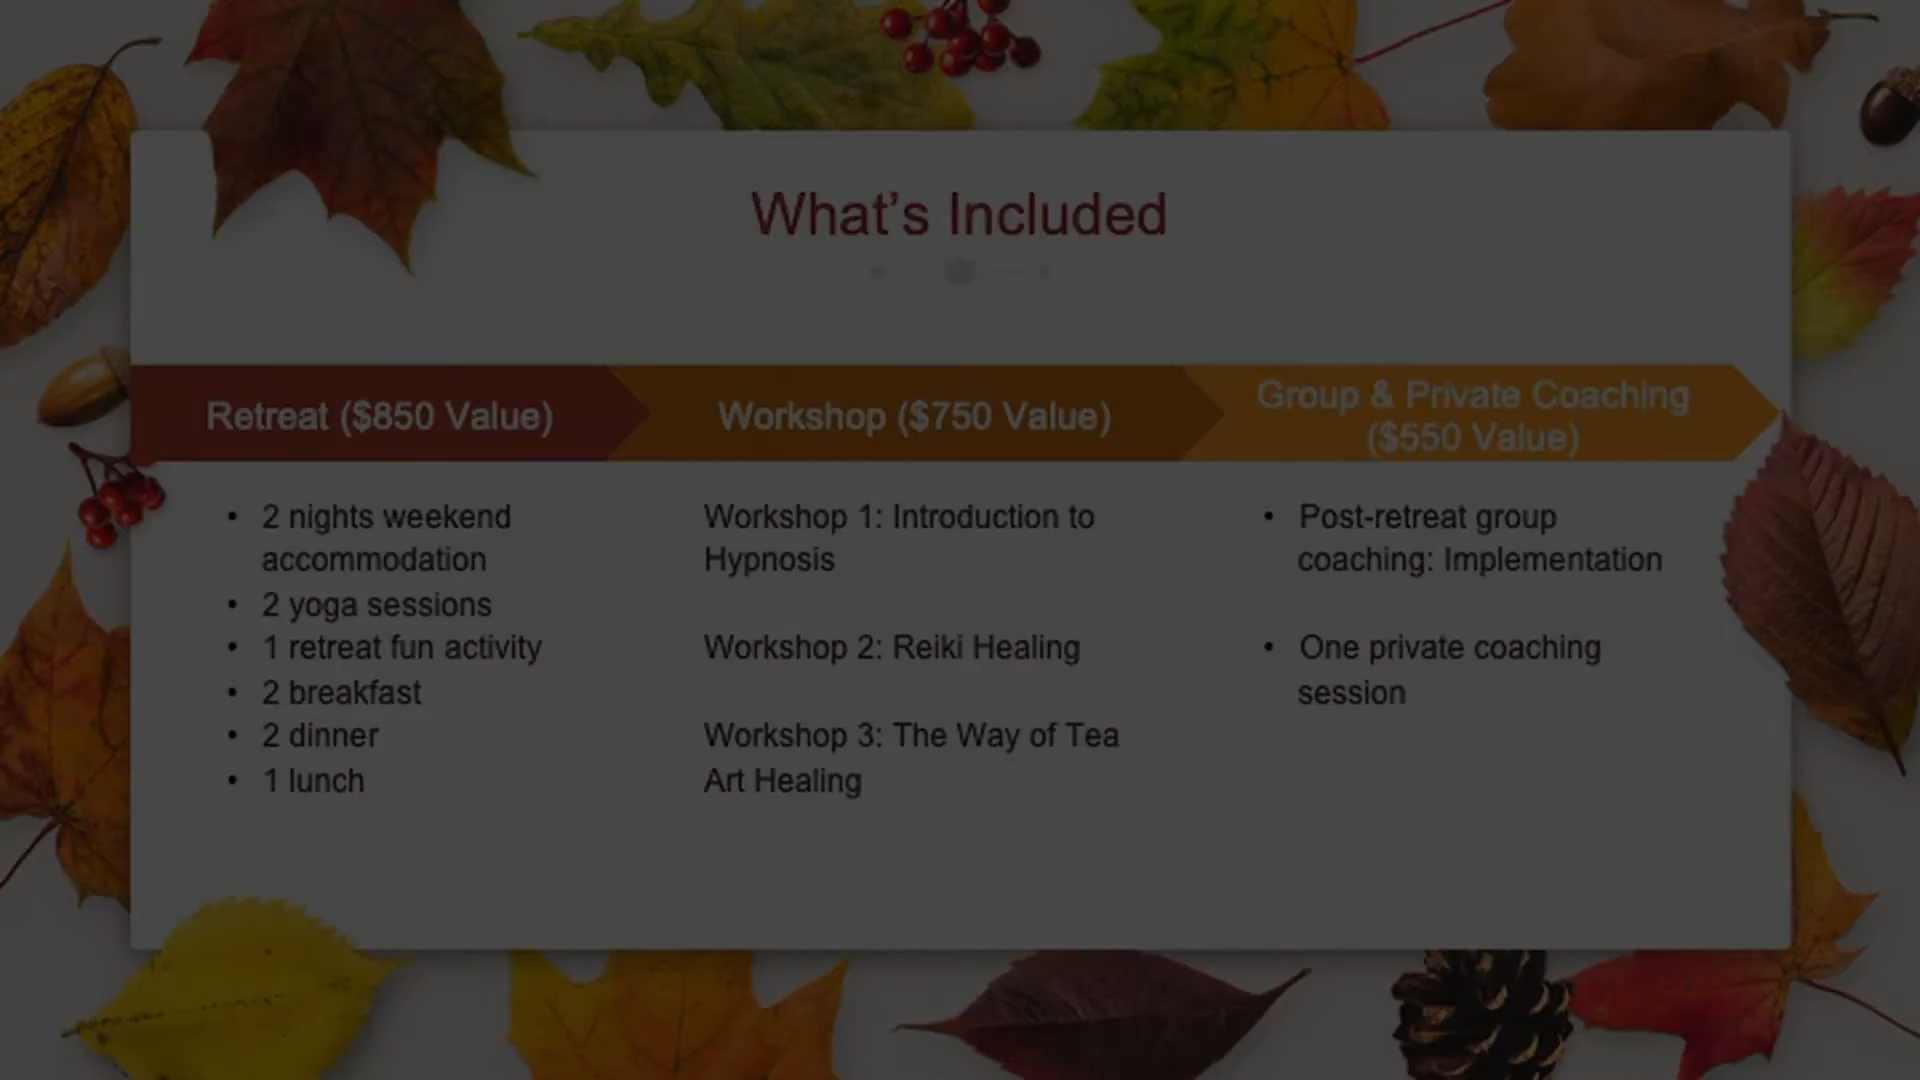 What's Included
Retreat ($850 Value)
• 2 nights weekend
accommodation
• 2 yoga sessions
• 1 retreat fun activity
• 2 breakfast
• 2 dinner
• 1 lunch
Workshop ($750 Value)
Workshop 1: Introduction to
Hypnosis
Workshop 2: Reiki Healing
Workshop 3: The Way of Tea
Art Healing
Group & Private Coaching
($550 Value)
• Post-retreat group
coaching: Implementation
• One private coaching
session